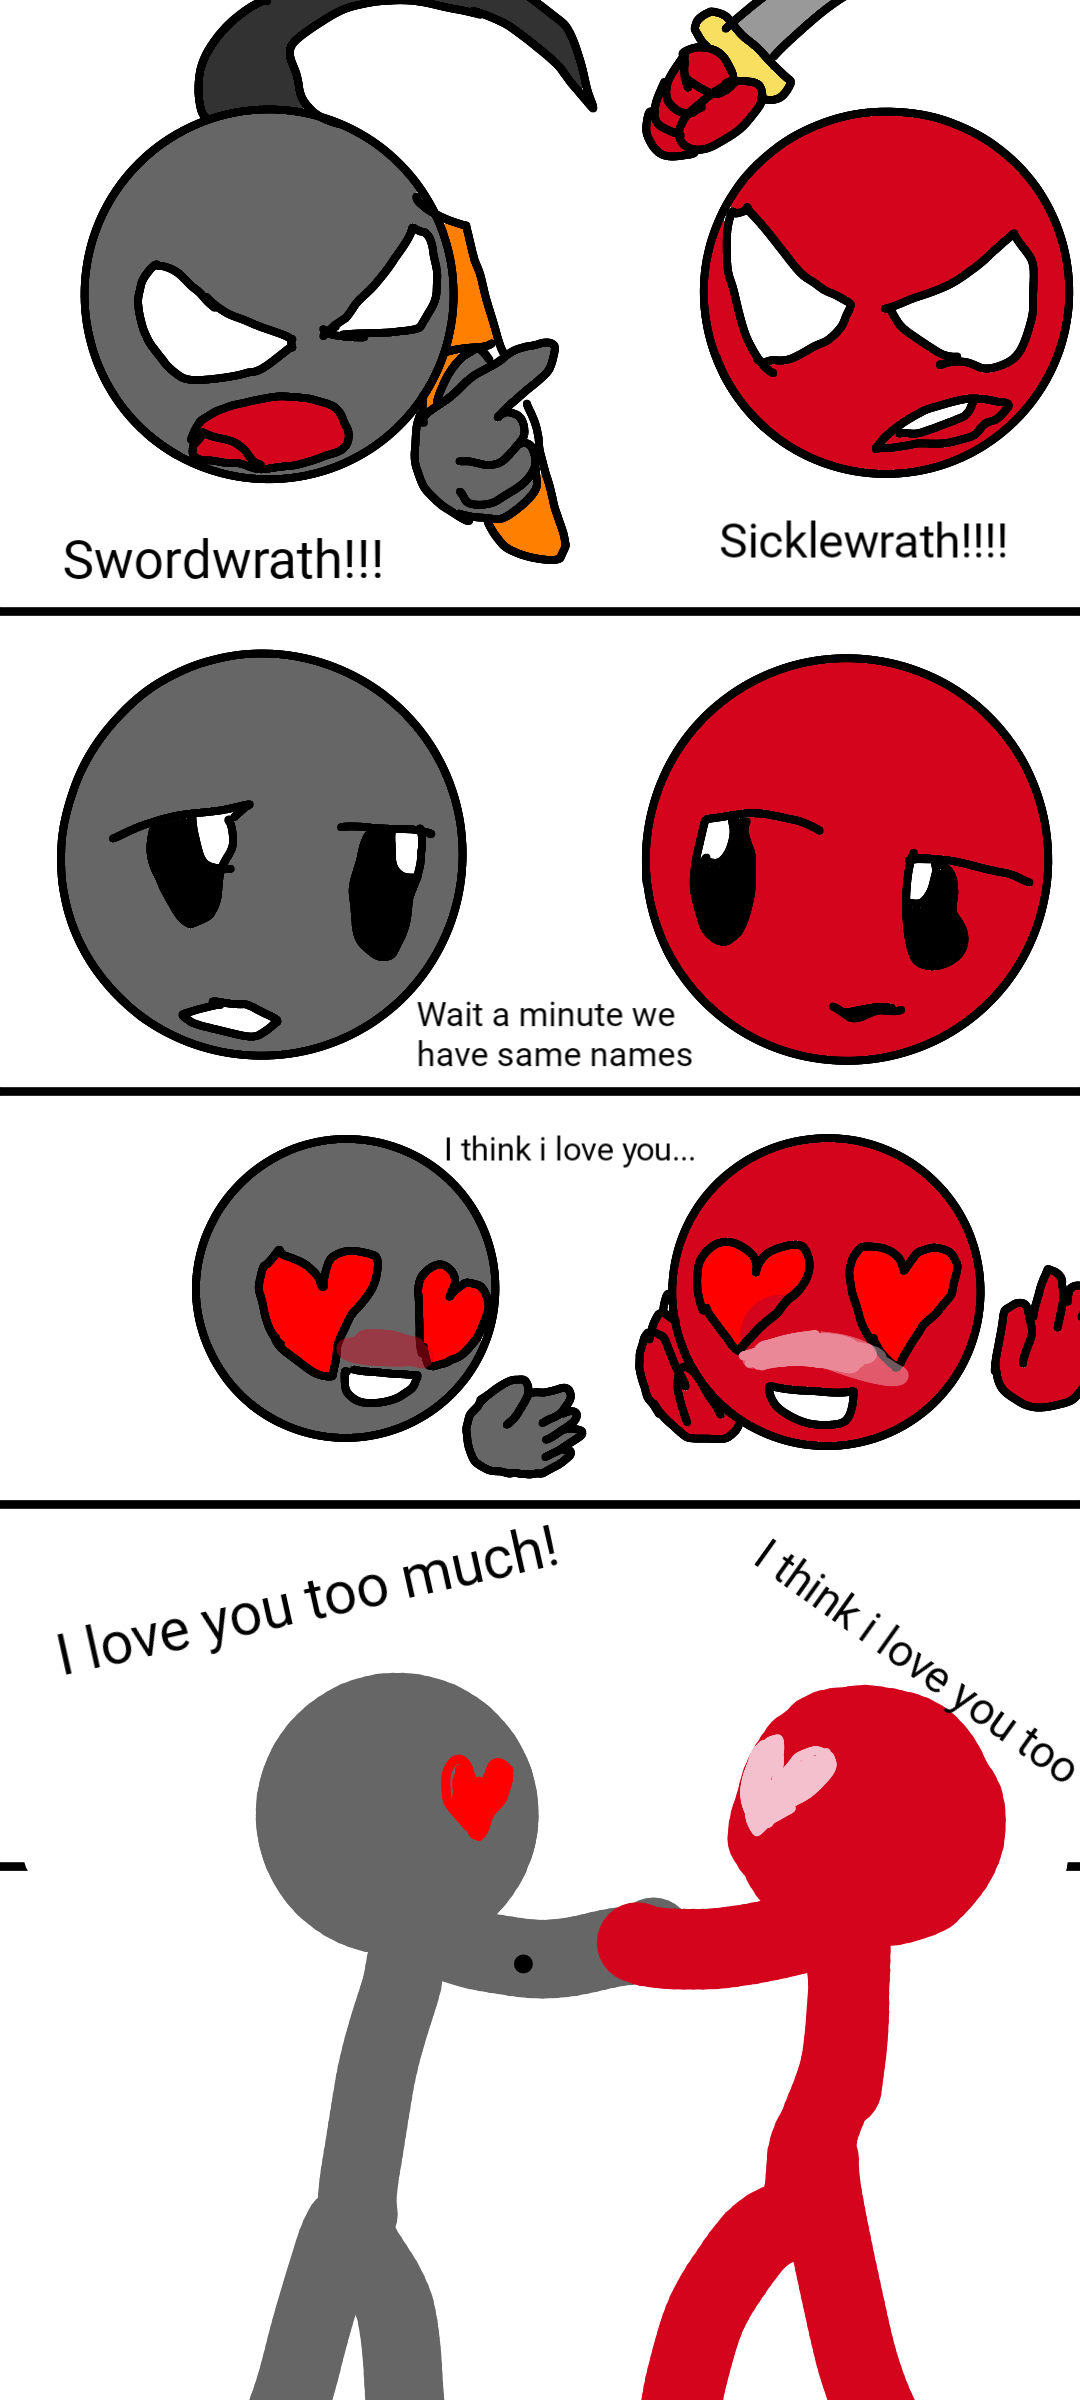 Swordwrath!!!
Sicklewrath!!!!
Wait a minute we
have same names
I think i love you...
I love you too much!
I think i love you too